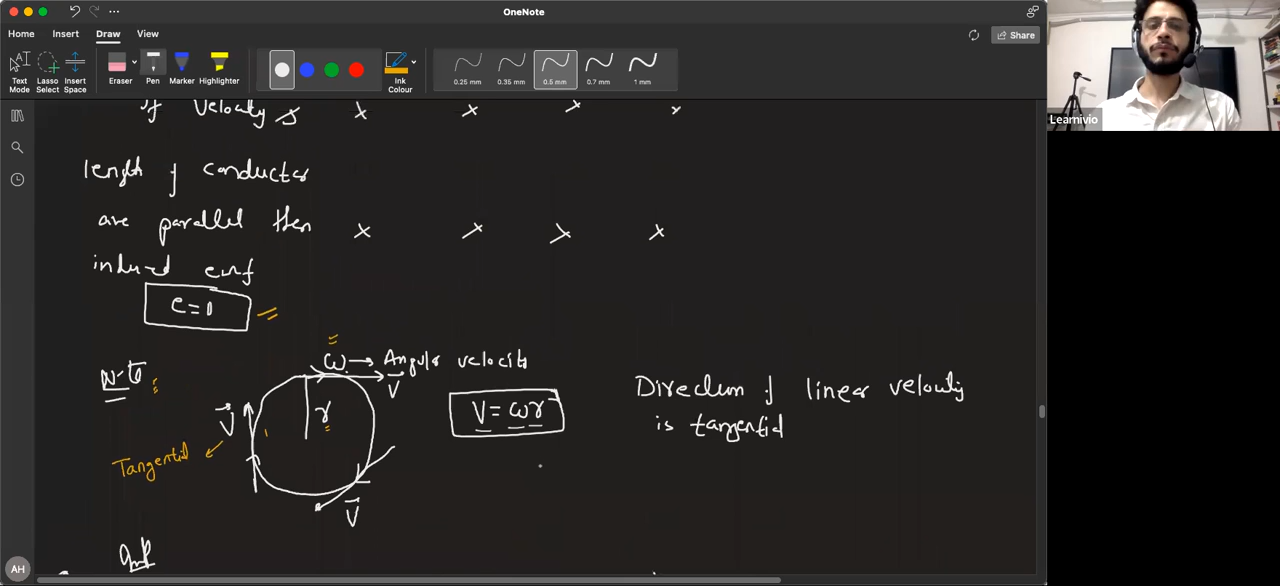 OneNote
Home Insert Draw View
Share
Text Mode
Lasso Select
Insert Space
Eraser
Pen
Marker
Highlighter
Ink Colour
0.25 mm
0.35 mm
0.5 mm
0.7 mm
1 mm
Learnivio
if velocity &
length of conductor
are parallel then
induced emf
e=0
ω → Angular velocity
V
r
V = ωr
V
Tangential
V
Direction of linear velocity
is tangential
AH